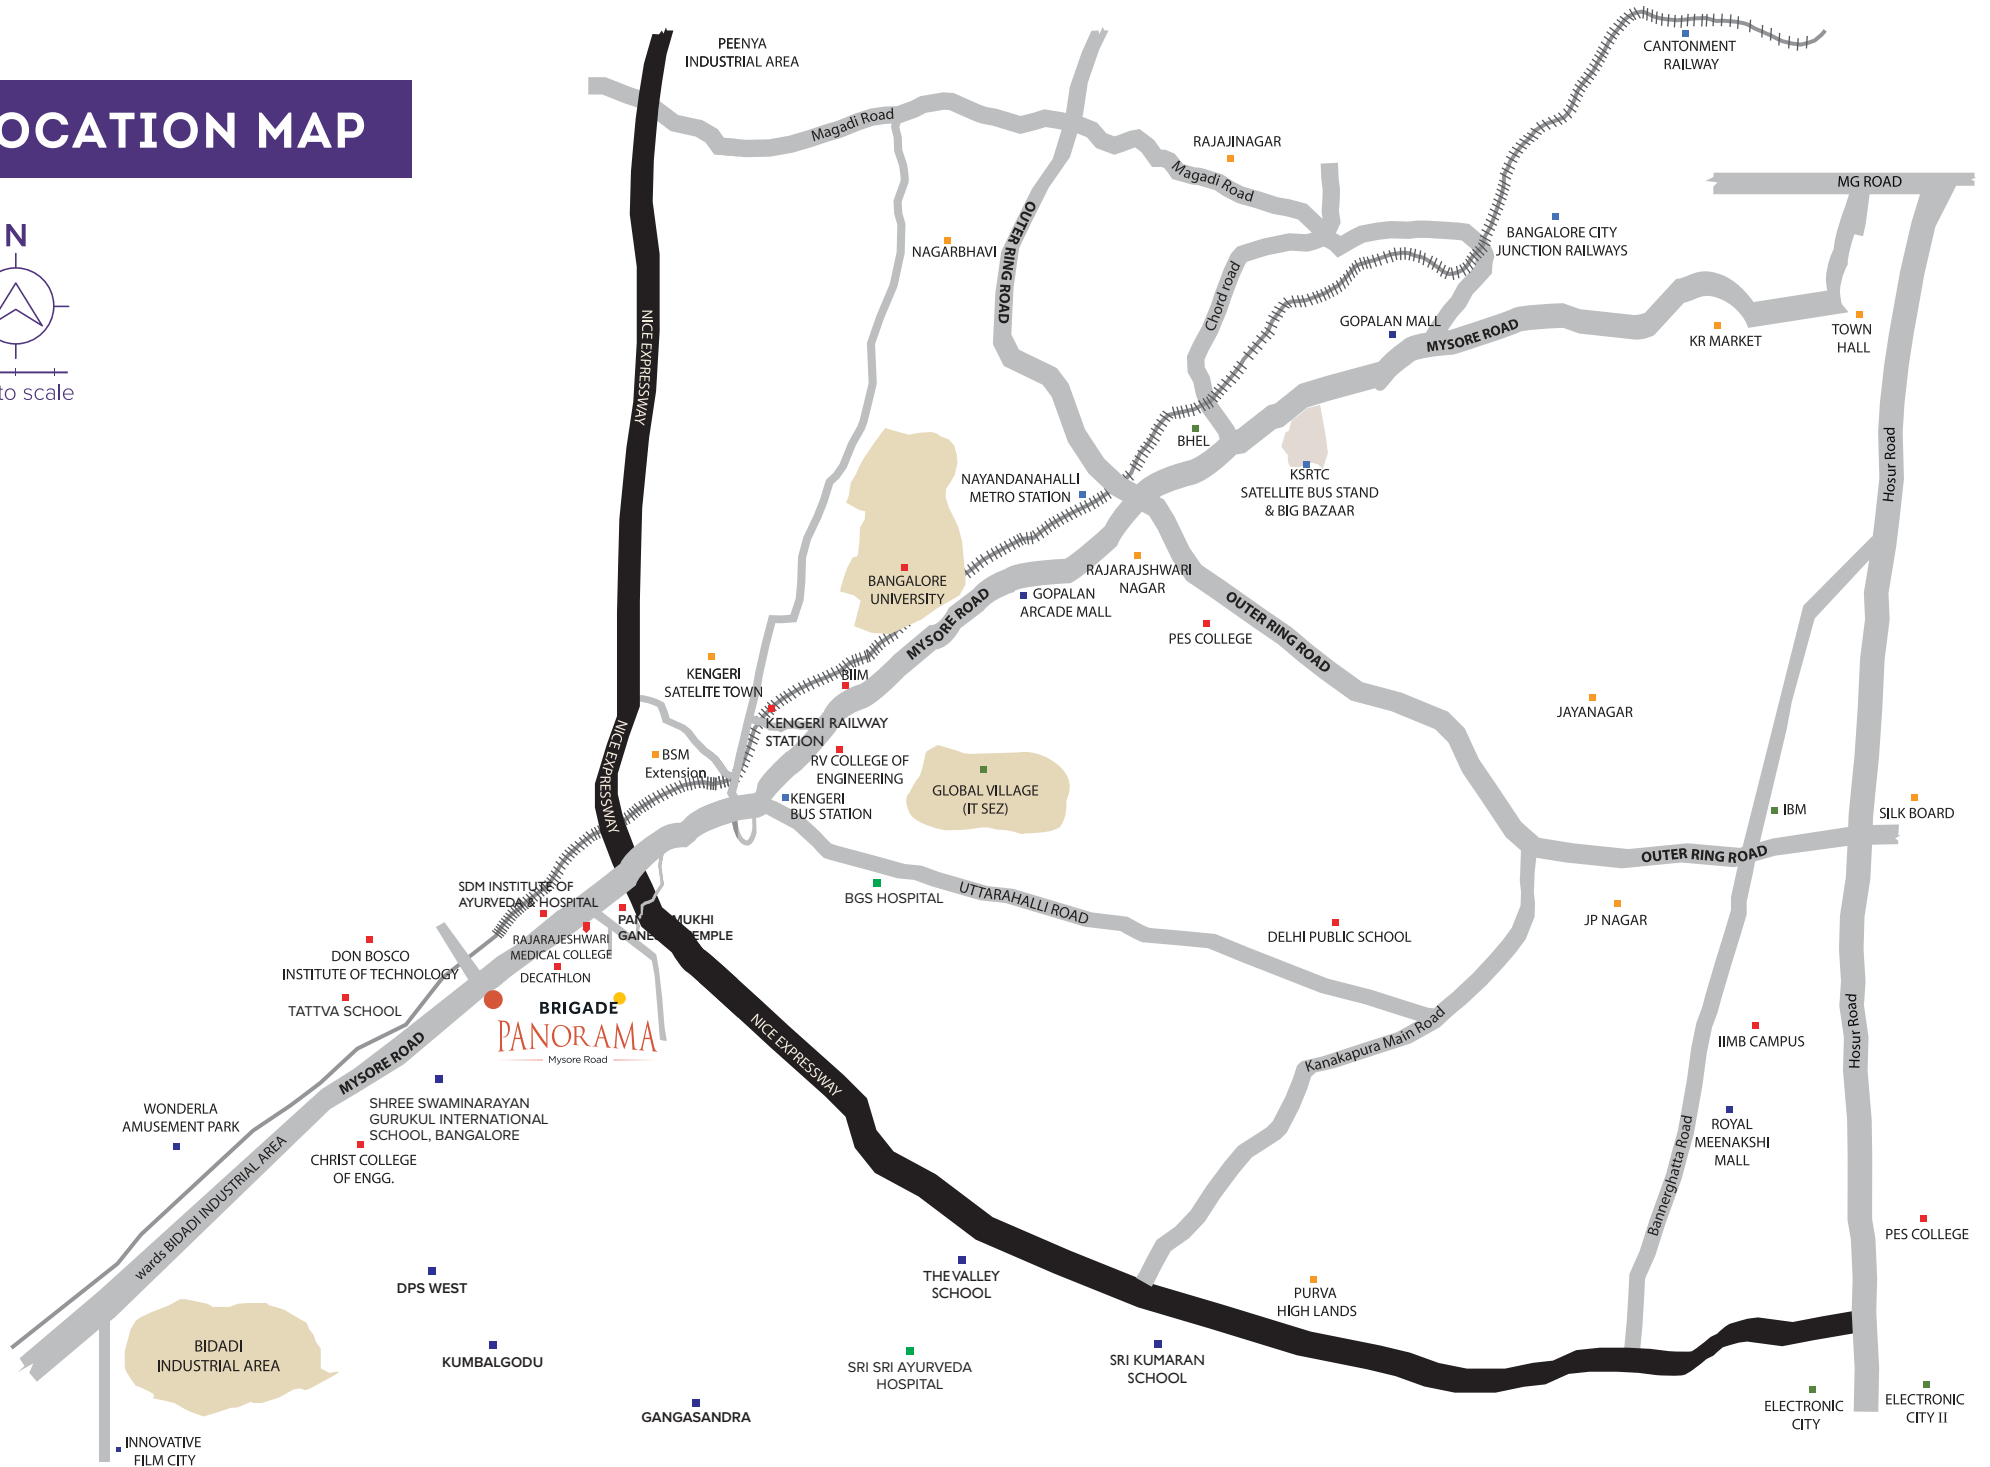 OCATION MAP
N
to scale
PEENYA
INDUSTRIAL AREA
CANTONMENT
RAILWAY
Magadi Road
RAJAJINAGAR
Magadi Road
MG ROAD
OUTER RING ROAD
NAGARBHAVI
BANGALORE CITY
JUNCTION RAILWAYS
Chord road
NICE EXPRESSWAY
GOPALAN MALL
MYSORE ROAD
KR MARKET
TOWN
HALL
BHEL
Hosur Road
NAYANDANAHALLI
METRO STATION
KSRTC
SATELLITE BUS STAND
& BIG BAZAAR
RAJARAJSHWARI
NAGAR
BANGALORE
UNIVERSITY
GOPALAN
ARCADE MALL
MYSORE ROAD
OUTER RING ROAD
PES COLLEGE
KENGERI
SATELITE TOWN
BIIM
JAYANAGAR
KENGERI RAILWAY
STATION
NICE EXPRESSWAY
BSM
Extension
RV COLLEGE OF
ENGINEERING
GLOBAL VILLAGE
(IT SEZ)
KENGERI
BUS STATION
IBM
SILK BOARD
OUTER RING ROAD
SDM INSTITUTE OF
AYURVEDA & HOSPITAL
BGS HOSPITAL
UTTARAHALLI ROAD
PAN MUKHI
GANE EMPLE
JP NAGAR
DELHI PUBLIC SCHOOL
RAJARAJESHWARI
MEDICAL COLLEGE
DON BOSCO
INSTITUTE OF TECHNOLOGY
DECATHLON
TATTVA SCHOOL
BRIGADE
PANORAMA
Mysore Road
NICE EXPRESSWAY
Kanakapura Main Road
Hosur Road
IIMB CAMPUS
MYSORE ROAD
SHREE SWAMINARAYAN
GURUKUL INTERNATIONAL
SCHOOL, BANGALORE
WONDERLA
AMUSEMENT PARK
ROYAL
MEENAKSHI
MALL
Bannerghatta Road
CHRIST COLLEGE
OF ENGG.
wards BIDADI INDUSTRIAL AREA
PES COLLEGE
DPS WEST
THE VALLEY
SCHOOL
PURVA
HIGH LANDS
BIDADI
INDUSTRIAL AREA
KUMBALGODU
SRI SRI AYURVEDA
HOSPITAL
SRI KUMARAN
SCHOOL
GANGASANDRA
ELECTRONIC
CITY
ELECTRONIC
CITY II
INNOVATIVE
FILM CITY